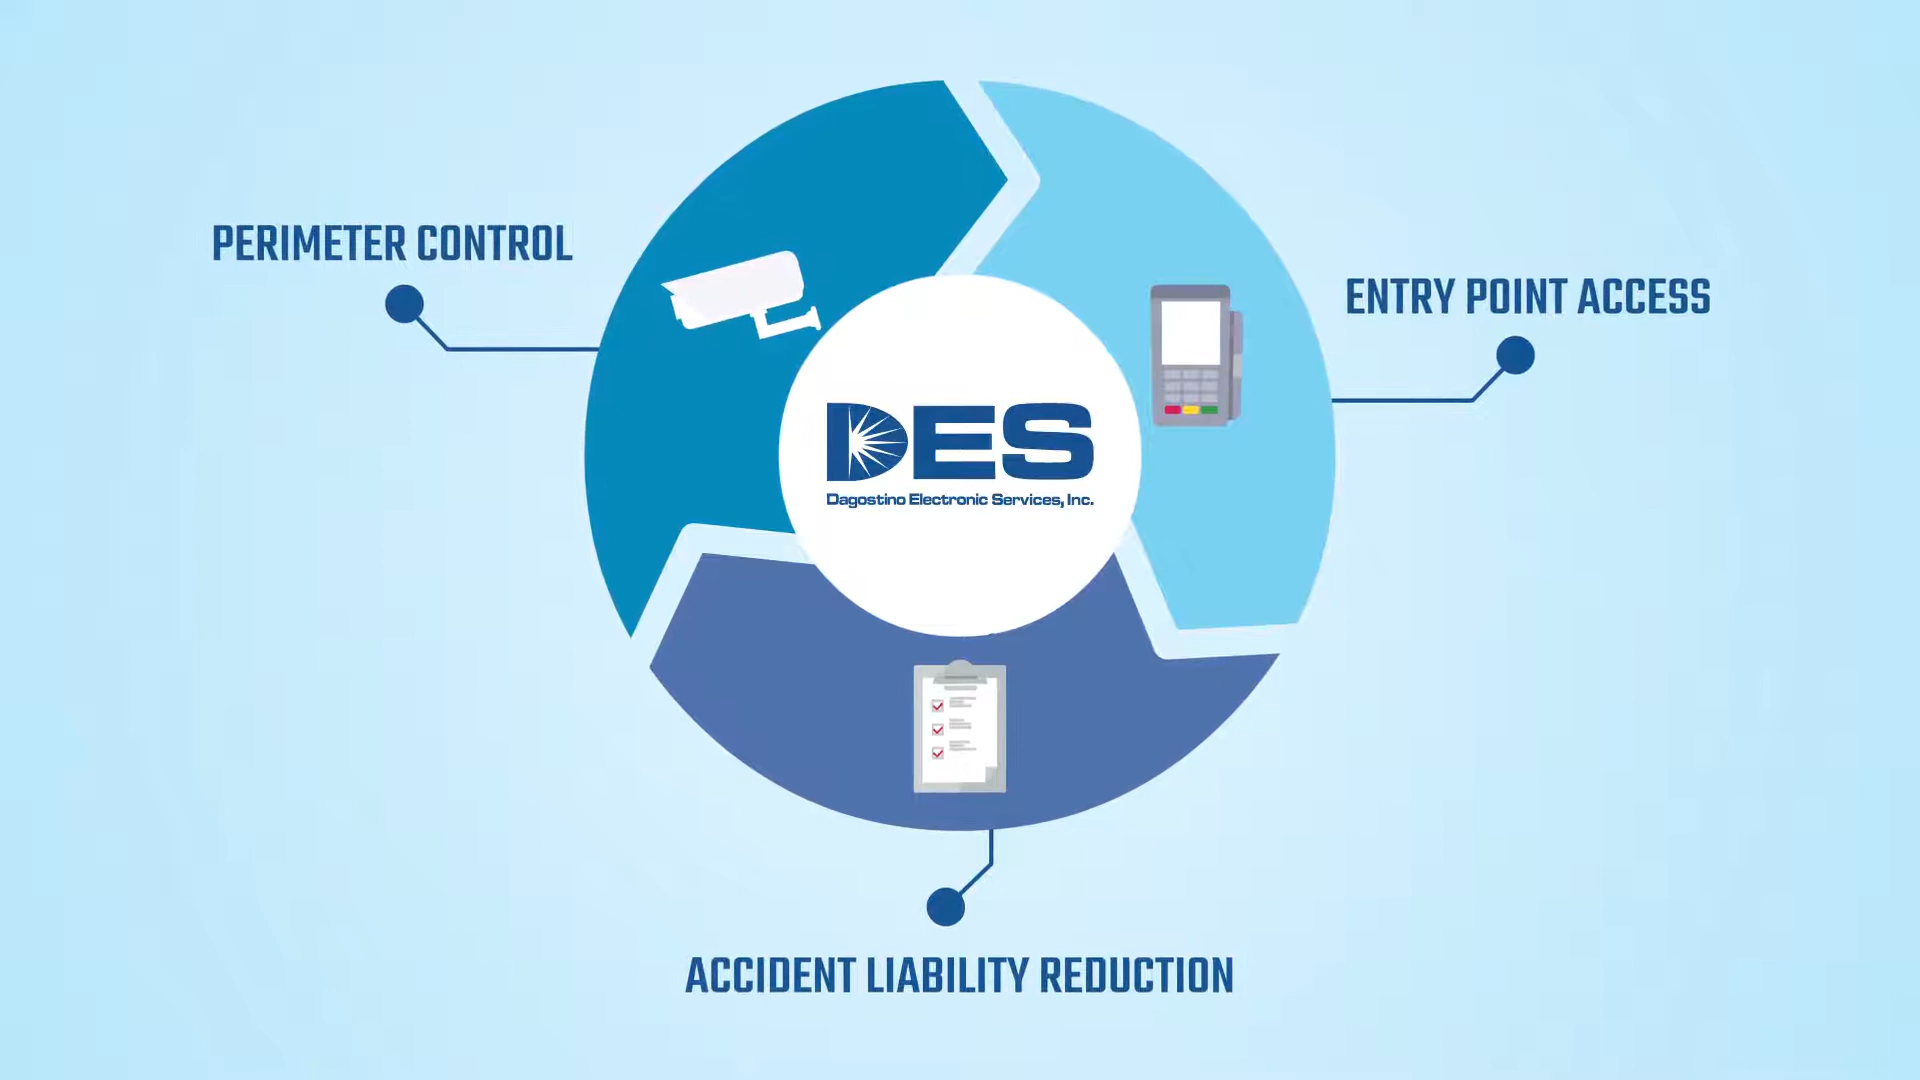 PERIMETER CONTROL
ENTRY POINT ACCESS
DES
Dagostino Electronic Services, Inc.
ACCIDENT LIABILITY REDUCTION